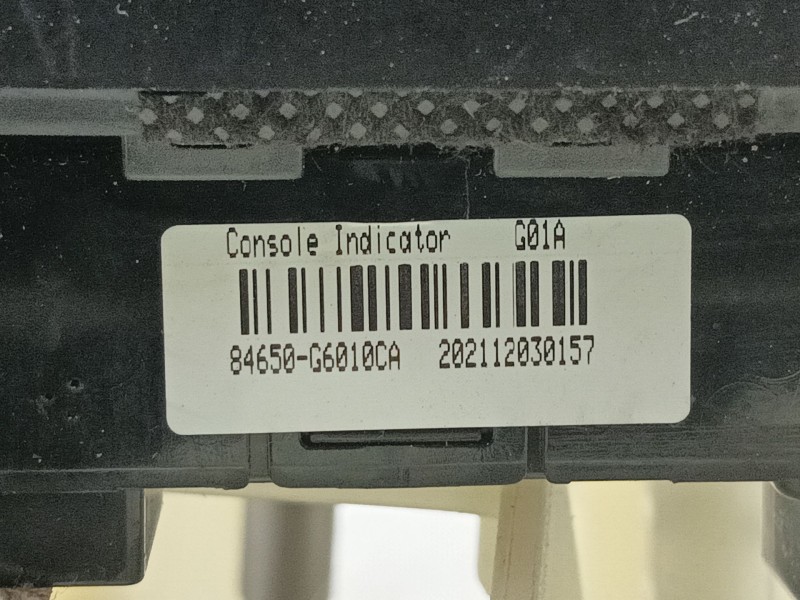 Console Indicator G01A
84650-G6010CA 202112030157